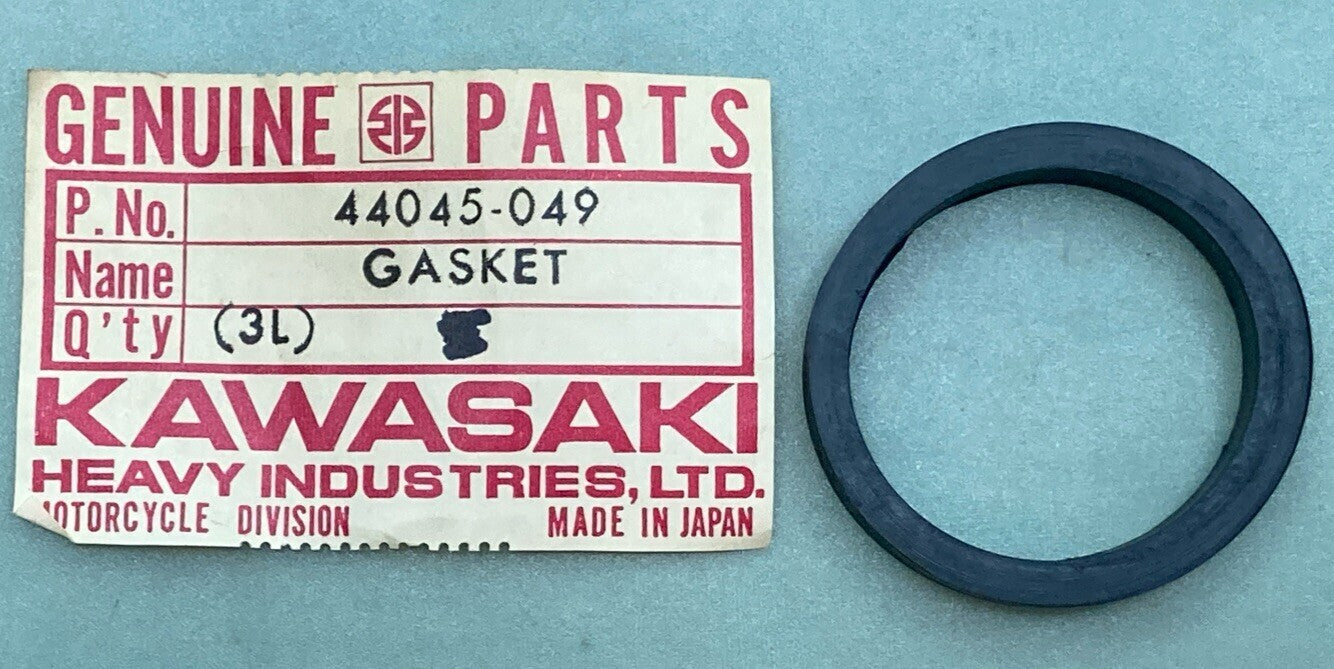 GENUINE PARTS
P. No. 44045-049
Name GASKET
Q'ty (3L)
KAWASAKI
HEAVY INDUSTRIES, LTD.
MOTORCYCLE DIVISION MADE IN JAPAN